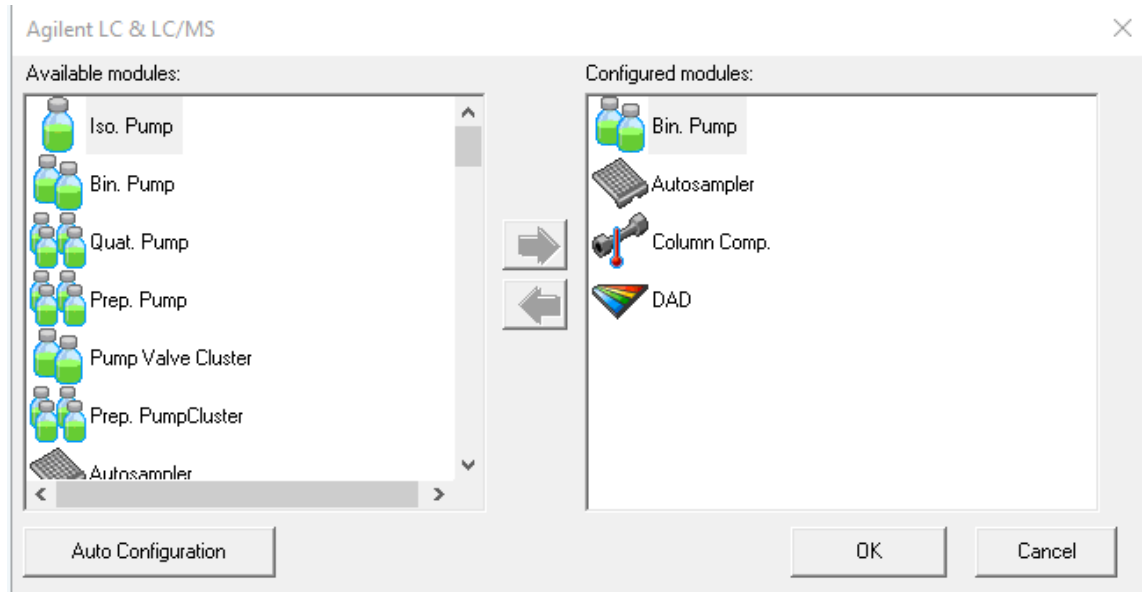 Agilent LC & LC/MS
Available modules:
Iso. Pump
Bin. Pump
Quat. Pump
Prep. Pump
Pump Valve Cluster
Prep. PumpCluster
Autosampler
Configured modules:
Bin. Pump
Autosampler
Column Comp.
DAD
Auto Configuration
OK
Cancel